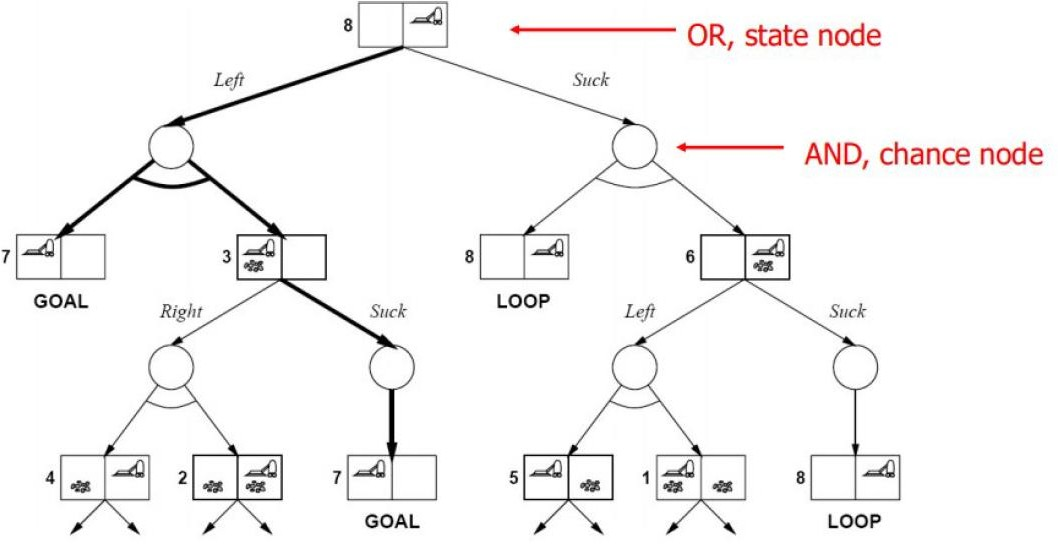 8
OR, state node
Left
Suck
AND, chance node
7
3
8
6
GOAL
LOOP
Right
Suck
Left
Suck
4
2
7
5
1
8
GOAL
LOOP